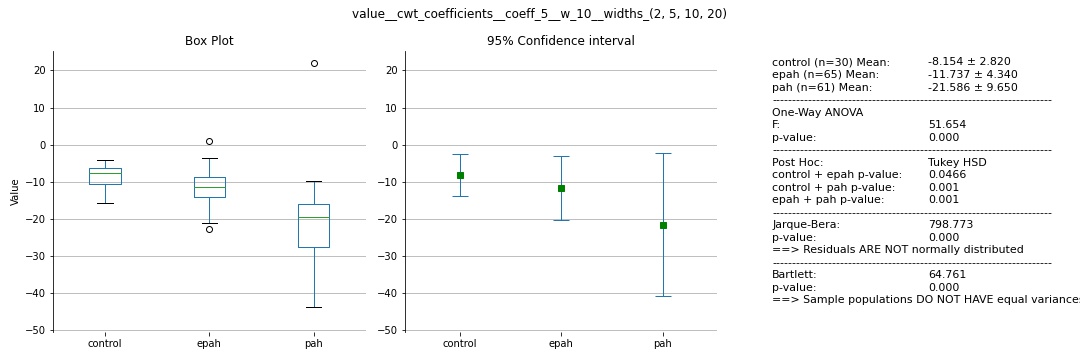 value__cwt_coefficients__coeff_5__w_10__widths_(2, 5, 10, 20)
Box Plot
Value
20
10
0
−10
−20
−30
−40
−50
control
epah
pah
95% Confidence interval
20
10
0
−10
−20
−30
−40
−50
control
epah
pah
control (n=30) Mean: -8.154 ± 2.820
epah (n=65) Mean: -11.737 ± 4.340
pah (n=61) Mean: -21.586 ± 9.650
One-Way ANOVA
F: 51.654
p-value: 0.000
Post Hoc: Tukey HSD
control + epah p-value: 0.0466
control + pah p-value: 0.001
epah + pah p-value: 0.001
Jarque-Bera: 798.773
p-value: 0.000
==> Residuals ARE NOT normally distributed
Bartlett: 64.761
p-value: 0.000
==> Sample populations DO NOT HAVE equal variances